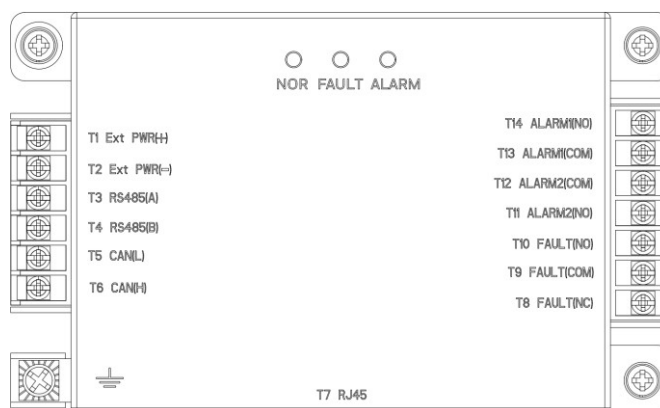 NOR FAULT ALARM
T1 Ext PWR(+)
T2 Ext PWR(-)
T3 RS485(A)
T4 RS485(B)
T5 CAN(L)
T6 CAN(H)
T14 ALARM1(NO)
T13 ALARM1(COM)
T12 ALARM2(COM)
T11 ALARM2(NO)
T10 FAULT(NO)
T9 FAULT(COM)
T8 FAULT(NC)
T7 RJ45